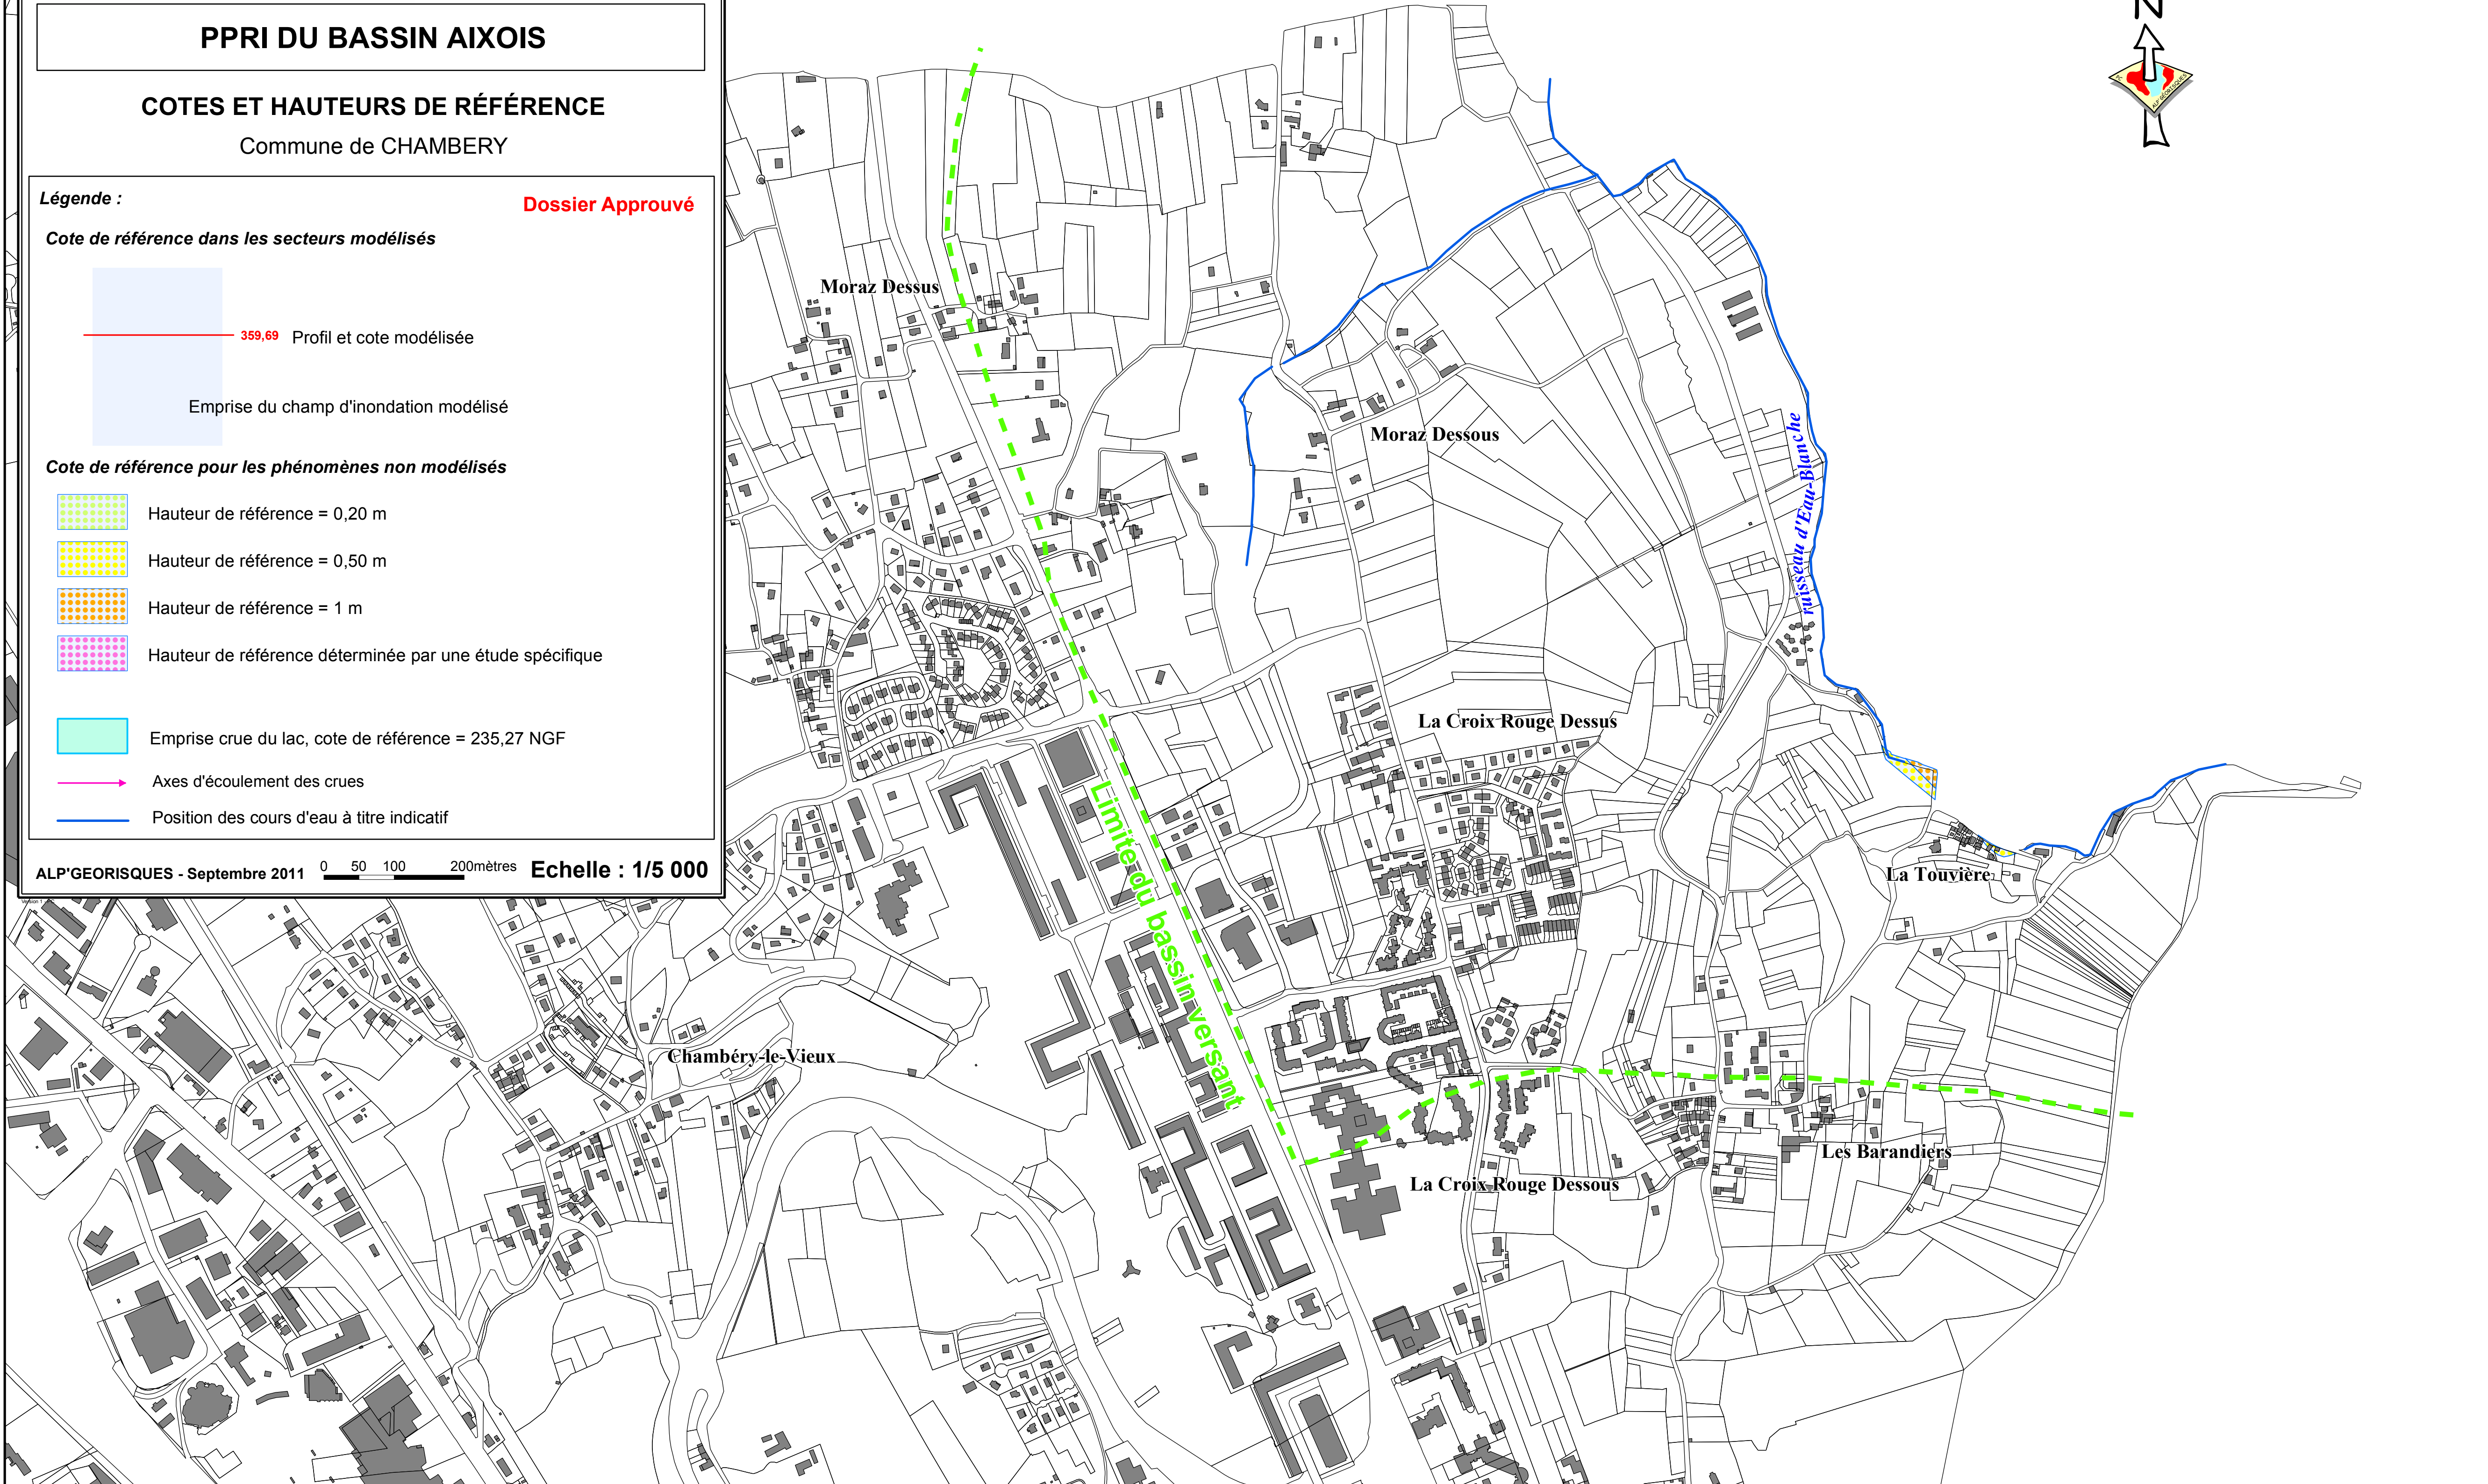 PPRI DU BASSIN AIXOIS
COTES ET HAUTEURS DE RÉFÉRENCE
Commune de CHAMBERY
Légende :
Dossier Approuvé
Cote de référence dans les secteurs modélisés
359,69 Profil et cote modélisée
Emprise du champ d'inondation modélisé
Cote de référence pour les phénomènes non modélisés
Hauteur de référence = 0,20 m
Hauteur de référence = 0,50 m
Hauteur de référence = 1 m
Hauteur de référence déterminée par une étude spécifique
Emprise crue du lac, cote de référence = 235,27 NGF
Axes d'écoulement des crues
Position des cours d'eau à titre indicatif
ALP'GEORISQUES - Septembre 2011
0 50 100 200mètres
Echelle : 1/5 000
N
ALP'GÉORISQUES
Moraz Dessus
Moraz Dessous
ruisseau d'Eau-Blanche
La Croix Rouge Dessus
Limite du bassin versant
La Touvière
Chambéry-le-Vieux
Les Barandiers
La Croix Rouge Dessous